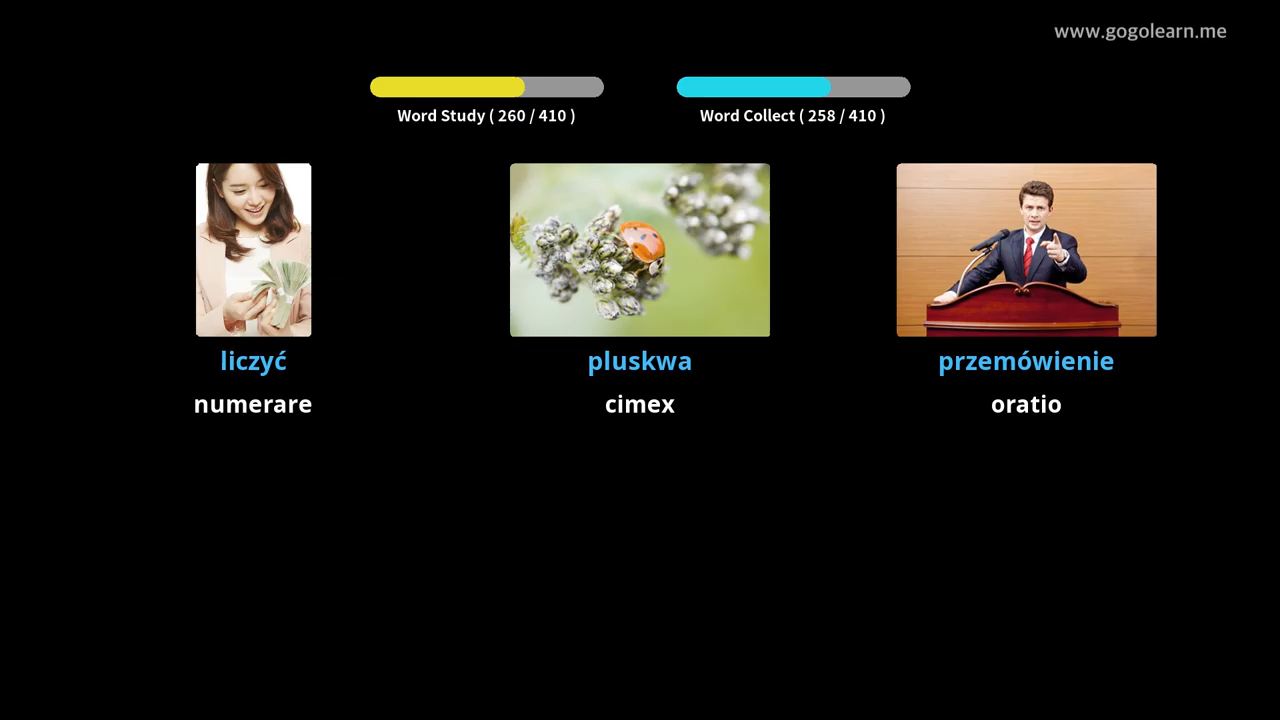 www.gogolearn.me
Word Study ( 260 / 410 )
Word Collect ( 258 / 410 )
liczyć
pluskwa
przemówienie
numerare
cimex
oratio